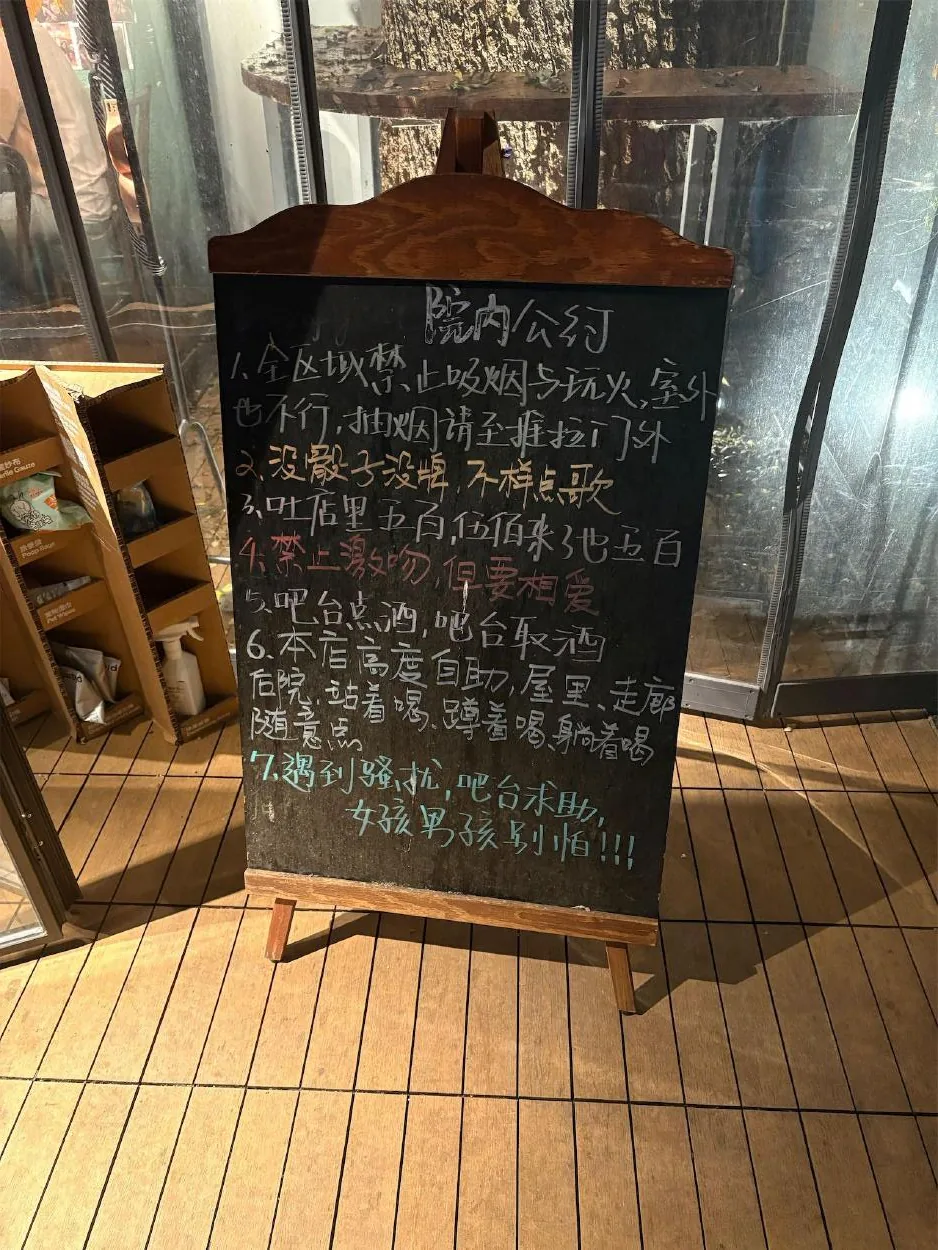 院内公约
1.全区域禁止吸烟与玩火,室外
也不行,抽烟请至推拉门外
2.没骰子没牌 不样点歌
3.吐店里五百,伍佰来了也五百
4.禁止激吻,但要相爱
5.吧台点酒,吧台取酒
6.本店高度自助,屋里、走廊
后院、站着喝、蹲着喝、躺着喝
随意点
7.遇到骚扰,吧台求助,
女孩男孩别怕!!!
Poop Bags